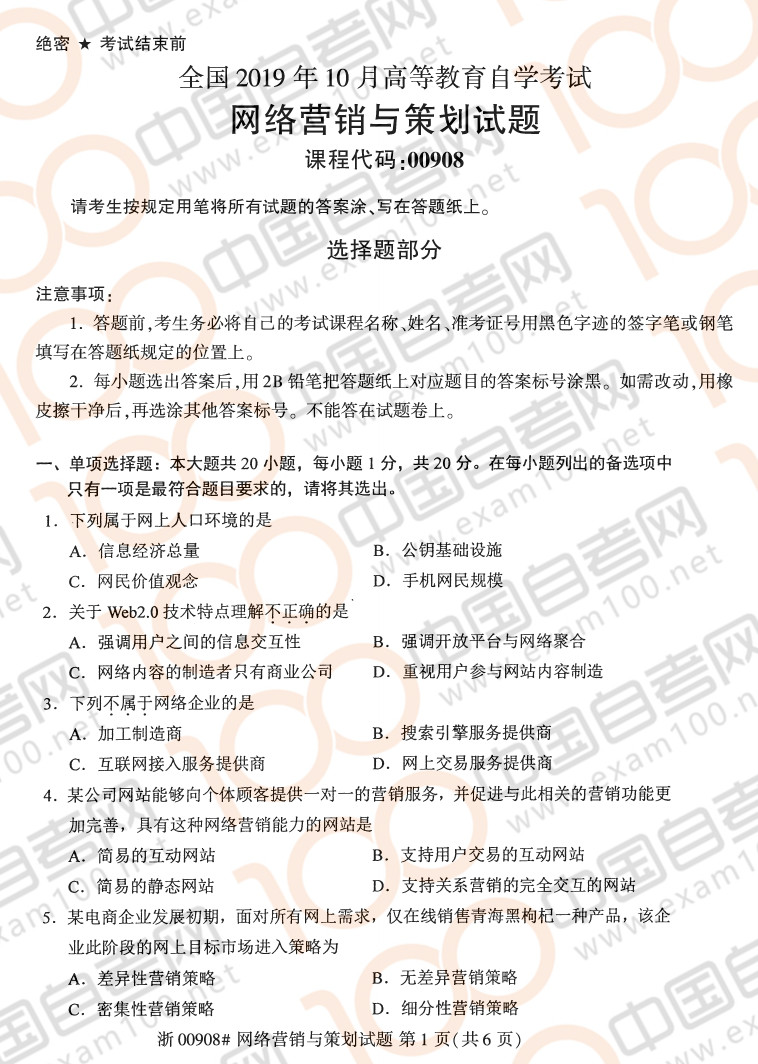 绝密 ★ 考试结束前
全国 2019 年 10 月高等教育自学考试
网络营销与策划试题
课程代码:00908
请考生按规定用笔将所有试题的答案涂、写在答题纸上。
选择题部分
注意事项:
1. 答题前,考生务必将自己的考试课程名称、姓名、准考证号用黑色字迹的签字笔或钢笔
填写在答题纸规定的位置上。
2. 每小题选出答案后,用 2B 铅笔把答题纸上对应题目的答案标号涂黑。如需改动,用橡
皮擦干净后,再选涂其他答案标号。不能答在试题卷上。
一、单项选择题：本大题共 20 小题，每小题 1 分，共 20 分。在每小题列出的备选项中
只有一项是最符合题目要求的，请将其选出。
1. 下列属于网上人口环境的是
A. 信息经济总量 B. 公钥基础设施
C. 网民价值观念 D. 手机网民规模
2. 关于 Web2.0 技术特点理解不正确的是
A. 强调用户之间的信息交互性 B. 强调开放平台与网络聚合
C. 网络内容的制造者只有商业公司 D. 重视用户参与网站内容制造
3. 下列不属于网络企业的是
A. 加工制造商 B. 搜索引擎服务提供商
C. 互联网接入服务提供商 D. 网上交易服务提供商
4. 某公司网站能够向个体顾客提供一对一的营销服务，并促进与此相关的营销功能更
加完善，具有这种网络营销能力的网站是
A. 简易的互动网站 B. 支持用户交易的互动网站
C. 简易的静态网站 D. 支持关系营销的完全交互的网站
5. 某电商企业发展初期，面对所有网上需求，仅在线销售青海黑枸杞一种产品，该企
业此阶段的网上目标市场进入策略为
A. 差异性营销策略 B. 无差异营销策略
C. 密集性营销策略 D. 细分性营销策略
浙 00908# 网络营销与策划试题 第 1 页(共 6 页)
中国自考网
www.exam100.net